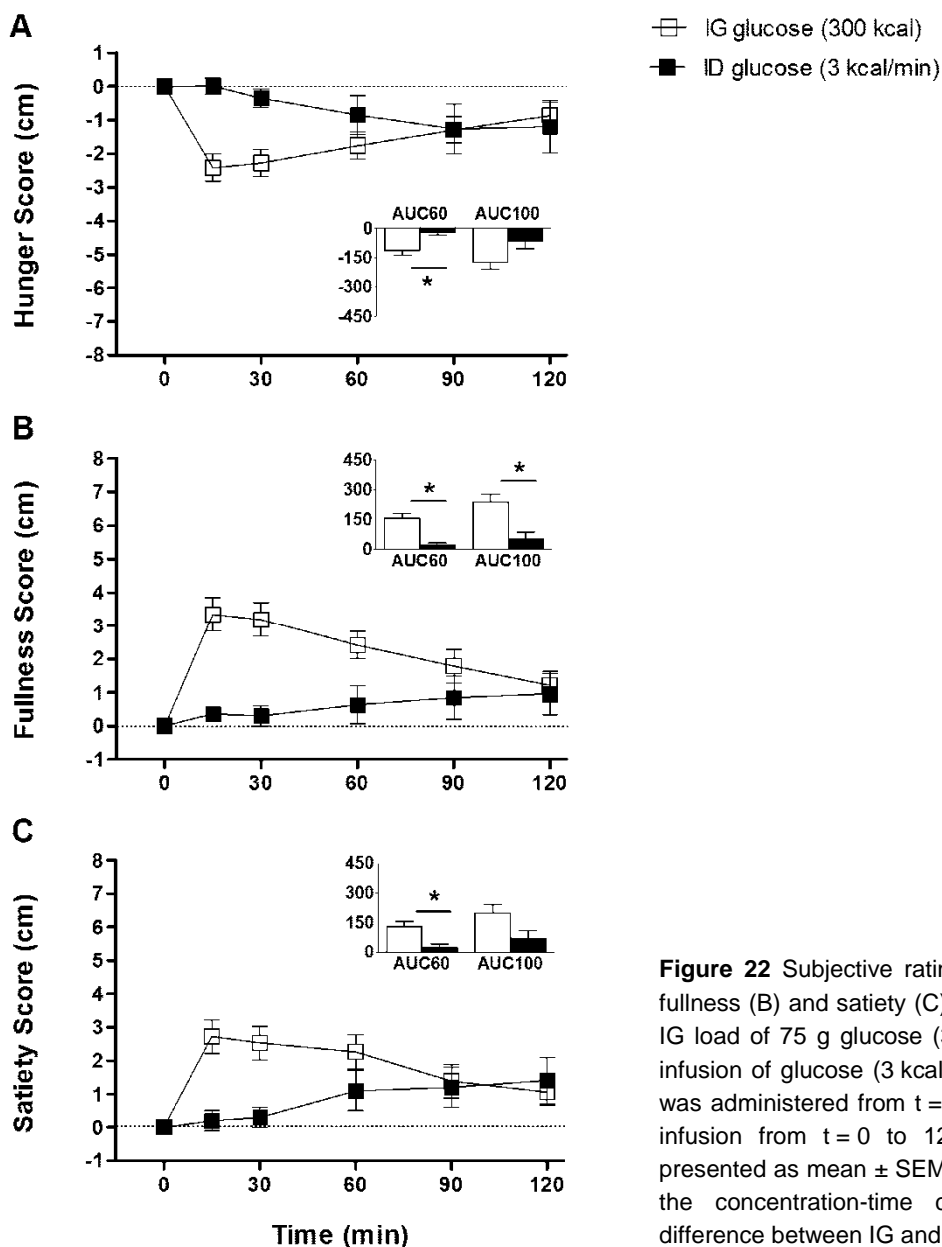 A
IG glucose (300 kcal)
ID glucose (3 kcal/min)
Hunger Score (cm)
1
0
-1
-2
-3
-4
-5
-6
-7
-8
AUC60 AUC100
0
-150
-300
-450
*
0 30 60 90 120
B
Fullness Score (cm)
8
7
6
5
4
3
2
1
0
-1
450
300
150
0
* *
AUC60 AUC100
0 30 60 90 120
C
Satiety Score (cm)
8
7
6
5
4
3
2
1
0
-1
450
300
150
0
*
AUC60 AUC100
0 30 60 90 120
Time (min)
Figure 22 Subjective ratin
fullness (B) and satiety (C)
IG load of 75 g glucose (3
infusion of glucose (3 kcal
was administered from t =
infusion from t = 0 to 12
presented as mean ± SEM
the concentration-time c
difference between IG and